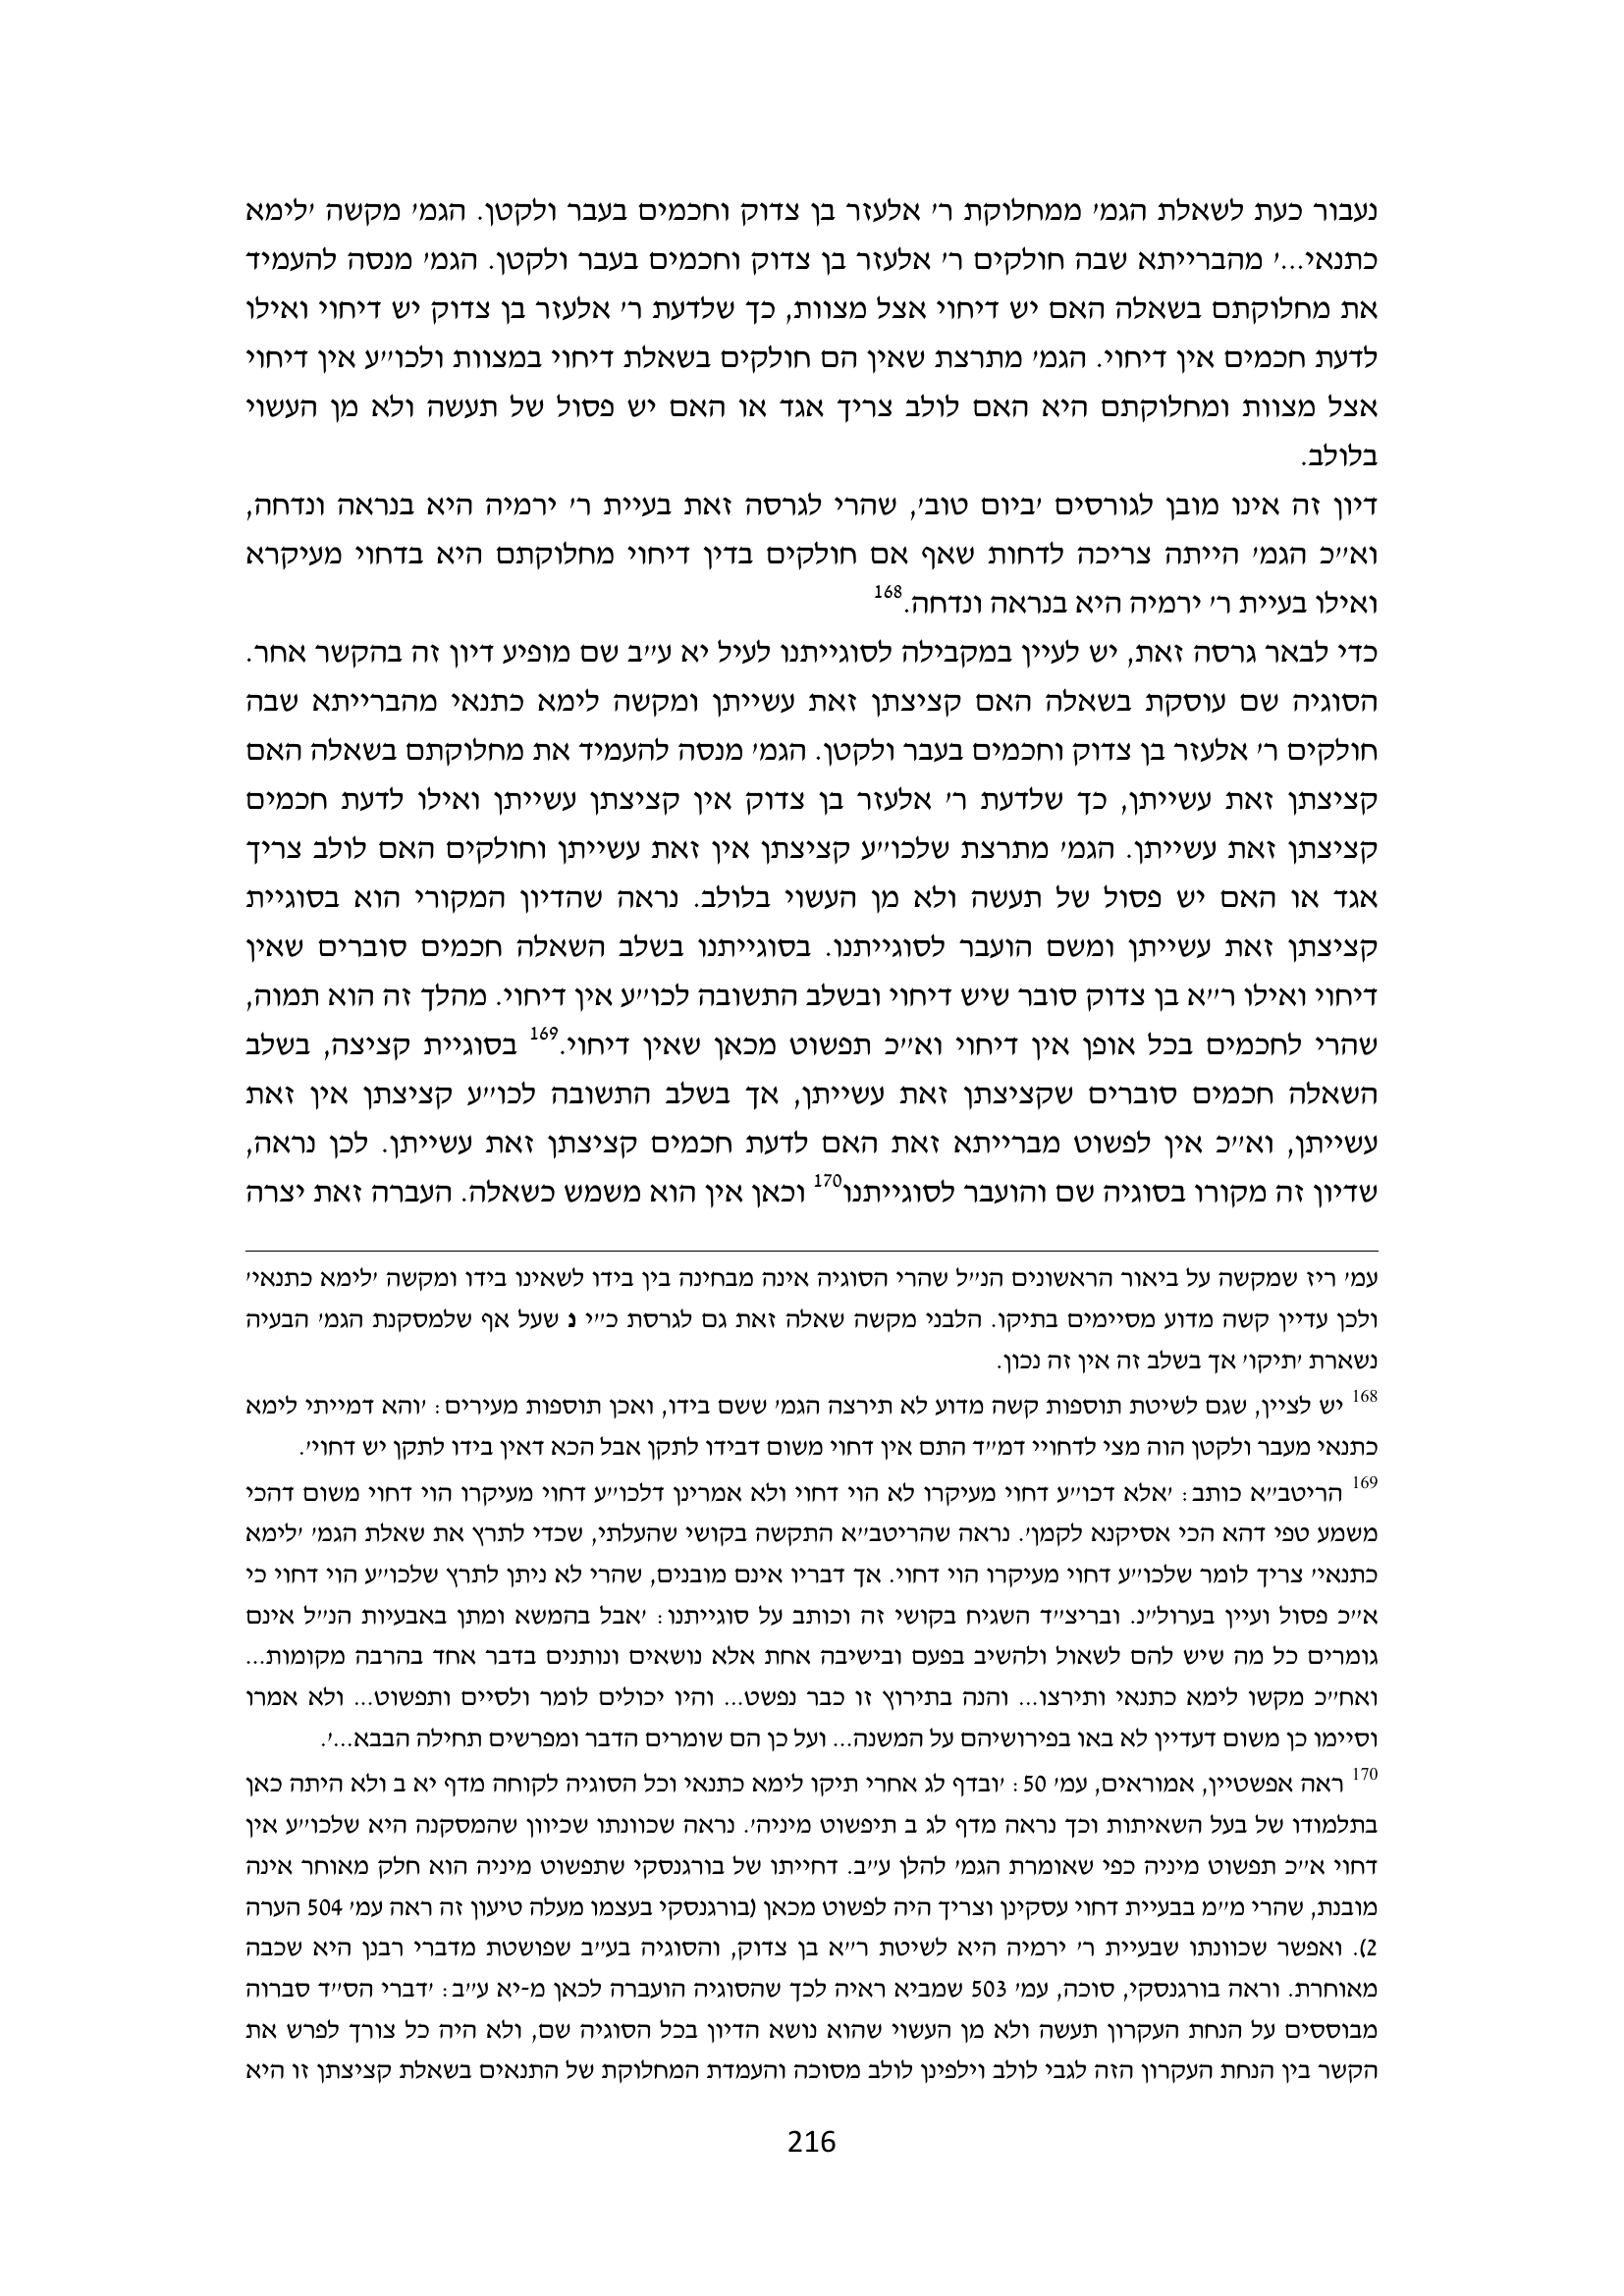 נעבור כעת לשאלת הגמ׳ ממחלוקת ר׳ אלעזר בן צדוק וחכמים בעבר ולקטן. הגמ׳ מקשה ׳לימא
כתנאי...׳ מהברייתא שבה חולקים ר׳ אלעזר בן צדוק וחכמים בעבר ולקטן. הגמ׳ מנסה להעמיד
את מחלוקתם בשאלה האם יש דיחוי אצל מצוות, כך שלדעת ר׳ אלעזר בן צדוק יש דיחוי ואילו
לדעת חכמים אין דיחוי. הגמ׳ מתרצת שאין הם חולקים בשאלת דיחוי במצוות ולכו״ע אין דיחוי
אצל מצוות ומחלוקתם היא האם לולב צריך אגד או האם יש פסול של תעשה ולא מן העשוי
בלולב.
דיון זה אינו מובן לגורסים ׳ביום טוב׳, שהרי לגרסה זאת בעיית ר׳ ירמיה היא בנראה ונדחה,
וא״כ הגמ׳ הייתה צריכה לדחות שאף אם חולקים בדין דיחוי מחלוקתם היא בדחוי מעיקרא
ואילו בעיית ר׳ ירמיה היא בנראה ונדחה.168
כדי לבאר גרסה זאת, יש לעיין במקבילה לסוגייתנו לעיל יא ע״ב שם מופיע דיון זה בהקשר אחר.
הסוגיה שם עוסקת בשאלה האם קציצתן זאת עשייתן ומקשה לימא כתנאי מהברייתא שבה
חולקים ר׳ אלעזר בן צדוק וחכמים בעבר ולקטן. הגמ׳ מנסה להעמיד את מחלוקתם בשאלה האם
קציצתן זאת עשייתן, כך שלדעת ר׳ אלעזר בן צדוק אין קציצתן עשייתן ואילו לדעת חכמים
קציצתן זאת עשייתן. הגמ׳ מתרצת שלכו״ע קציצתן אין זאת עשייתן וחולקים האם לולב צריך
אגד או האם יש פסול של תעשה ולא מן העשוי בלולב. נראה שהדיון המקורי הוא בסוגיית
קציצתן זאת עשייתן ומשם הועבר לסוגייתנו. בסוגייתנו בשלב השאלה חכמים סוברים שאין
דיחוי ואילו ר״א בן צדוק סובר שיש דיחוי ובשלב התשובה לכו״ע אין דיחוי. מהלך זה הוא תמוה,
שהרי לחכמים בכל אופן אין דיחוי וא״כ תפשוט מכאן שאין דיחוי.169 בסוגיית קציצה, בשלב
השאלה חכמים סוברים שקציצתן זאת עשייתן, אך בשלב התשובה לכו״ע קציצתן אין זאת
עשייתן, וא״כ אין לפשוט מברייתא זאת האם לדעת חכמים קציצתן זאת עשייתן. לכן נראה,
שדיון זה מקורו בסוגיה שם והועבר לסוגייתנו170 וכאן אין הוא משמש כשאלה. העברה זאת יצרה
עמ׳ ריז שמקשה על ביאור הראשונים הנ״ל שהרי הסוגיה אינה מבחינה בין בידו לשאינו בידו ומקשה ׳לימא כתנאי׳
ולכן עדיין קשה מדוע מסיימים בתיקו. הלבני מקשה שאלה זאת גם לגרסת כ״י נ שעל אף שלמסקנת הגמ׳ הבעיה
נשארת ׳תיקו׳ אך בשלב זה אין זה נכון.
168 יש לציין, שגם לשיטת תוספות קשה מדוע לא תירצה הגמ׳ ששם בידו, ואכן תוספות מעירים: ׳והא דמייתי לימא
כתנאי מעבר ולקטן הוה מצי לדחויי דמ״ד התם אין דחוי משום דבידו לתקן אבל הכא דאין בידו לתקן יש דחוי׳.
169 הריטב״א כותב: ׳אלא דכו״ע דחוי מעיקרו לא הוי דחוי ולא אמרינן דלכו״ע דחוי מעיקרו הוי דחוי משום דהכי
משמע טפי דהא הכי אסיקנא לקמן׳. נראה שהריטב״א התקשה בקושי שהעלתי, שכדי לתרץ את שאלת הגמ׳ ׳לימא
כתנאי׳ צריך לומר שלכו״ע דחוי מעיקרו הוי דחוי. אך דבריו אינם מובנים, שהרי לא ניתן לתרץ שלכו״ע הוי דחוי כי
א״כ פסול ועיין בערול״נ. ובריצ״ד השגיח בקושי זה וכותב על סוגייתנו: ׳אבל בהמשא ומתן באבעיות הנ״ל אינם
גומרים כל מה שיש להם לשאול ולהשיב בפעם ובישיבה אחת אלא נושאים ונותנים בדבר אחד בהרבה מקומות...
ואח״כ מקשו לימא כתנאי ותירצו... והנה בתירוץ זו כבר נפשט... והיו יכולים לומר ולסיים ותפשוט... ולא אמרו
וסיימו כן משום דעדיין לא באו בפירושיהם על המשנה... ועל כן הם שומרים הדבר ומפרשים תחילה הבבא...׳.
170 ראה אפשטיין, אמוראים, עמ׳ 50: ׳ובדף לג אחרי תיקו לימא כתנאי וכל הסוגיה לקוחה מדף יא ב ולא היתה כאן
בתלמודו של בעל השאיתות וכך נראה מדף לג ב תיפשוט מיניה׳. נראה שכוונתו שכיוון שהמסקנה היא שלכו״ע אין
דחוי א״כ תפשוט מיניה כפי שאומרת הגמ׳ להלן ע״ב. דחייתו של בורגנסקי שתפשוט מיניה הוא חלק מאוחר אינה
מובנת, שהרי מ״מ בבעיית דחוי עסקינן וצריך היה לפשוט מכאן (בורגנסקי בעצמו מעלה טיעון זה ראה עמ׳ 504 הערה
2). ואפשר שכוונתו שבעיית ר׳ ירמיה היא לשיטת ר״א בן צדוק, והסוגיה בע״ב שפושטת מדברי רבנן היא שכבה
מאוחרת. וראה בורגנסקי, סוכה, עמ׳ 503 שמביא ראיה לכך שהסוגיה הועברה לכאן מ-יא ע״ב: ׳דברי הס״ד סברוה
מבוססים על הנחת העקרון תעשה ולא מן העשוי שהוא נושא הדיון בכל הסוגיה שם, ולא היה כל צורך לפרש את
הקשר בין הנחת העקרון הזה לגבי לולב וילפינן לולב מסוכה והעמדת המחלוקת של התנאים בשאלת קציצתן זו היא
216